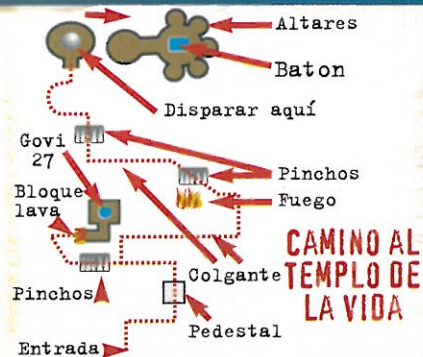 Altares
Baton
Disparar aquí
Govi
27
Pinchos
Bloque
lava
Fuego
CAMINO AL
TEMPLO DE
LA VIDA
Colgante
Pinchos
Pedestal
Entrada